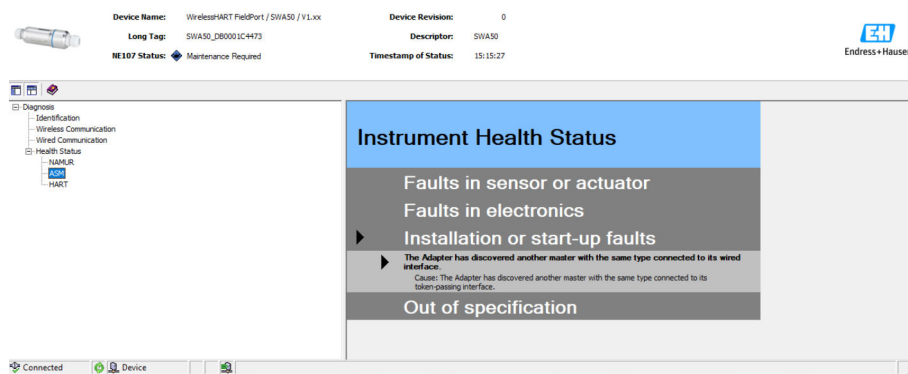 Device Name: WirelessHART FieldPort / SWA50 / V1.xx Device Revision: 0
Long Tag: SWA50_DB0001C4473 Descriptor: SWA50
NE107 Status: Maintenance Required Timestamp of Status: 15:15:27
EH
Endress+Hauser
Diagnosis
Identification
Wireless Communication
Wired Communication
Health Status
NAMUR
ASM
HART
Instrument Health Status
Faults in sensor or actuator
Faults in electronics
Installation or start-up faults
The Adapter has discovered another master with the same type connected to its wired
interface.
Cause: The Adapter has discovered another master with the same type connected to its
token-passing interface.
Out of specification
Connected Device